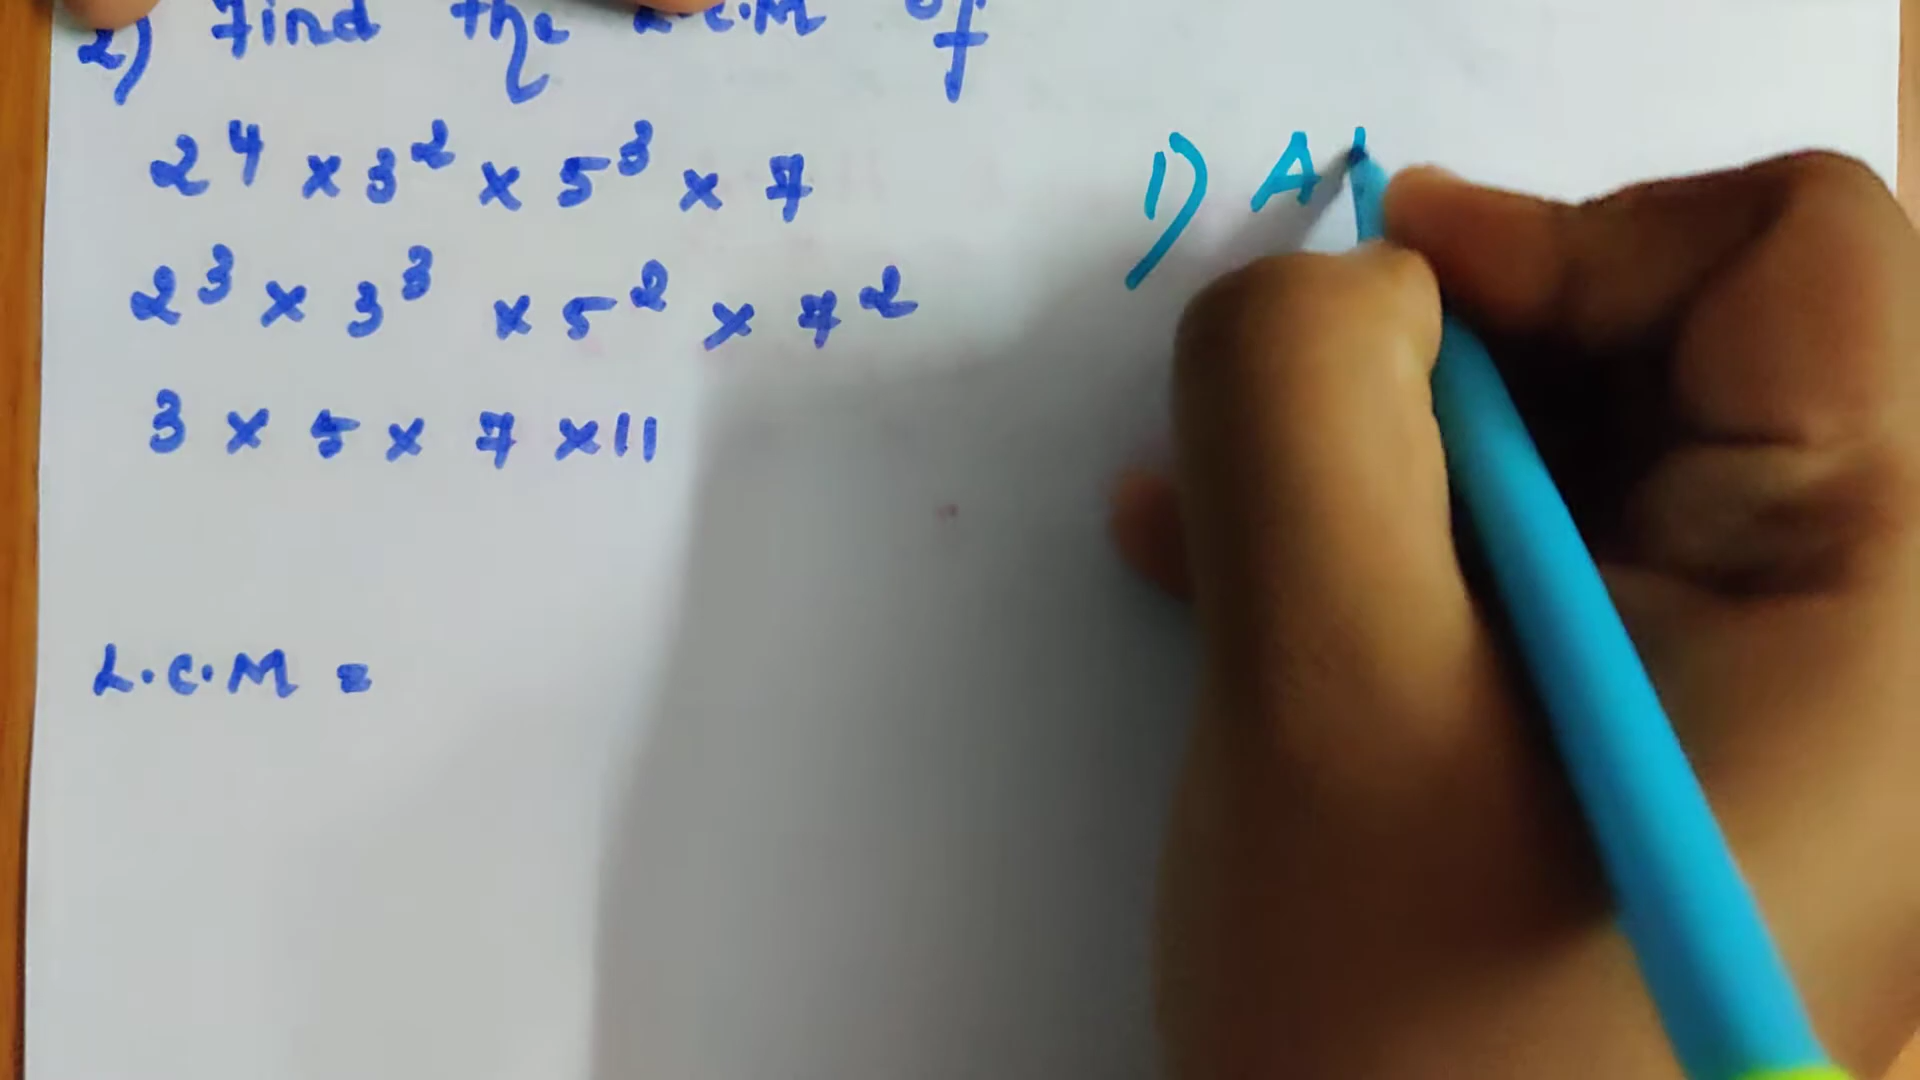 2) Find the L.C.M of
2⁴ × 3² × 5³ × 7
2³ × 3³ × 5² × 7²
3 × 5 × 7 × 11
L.C.M =
1) A